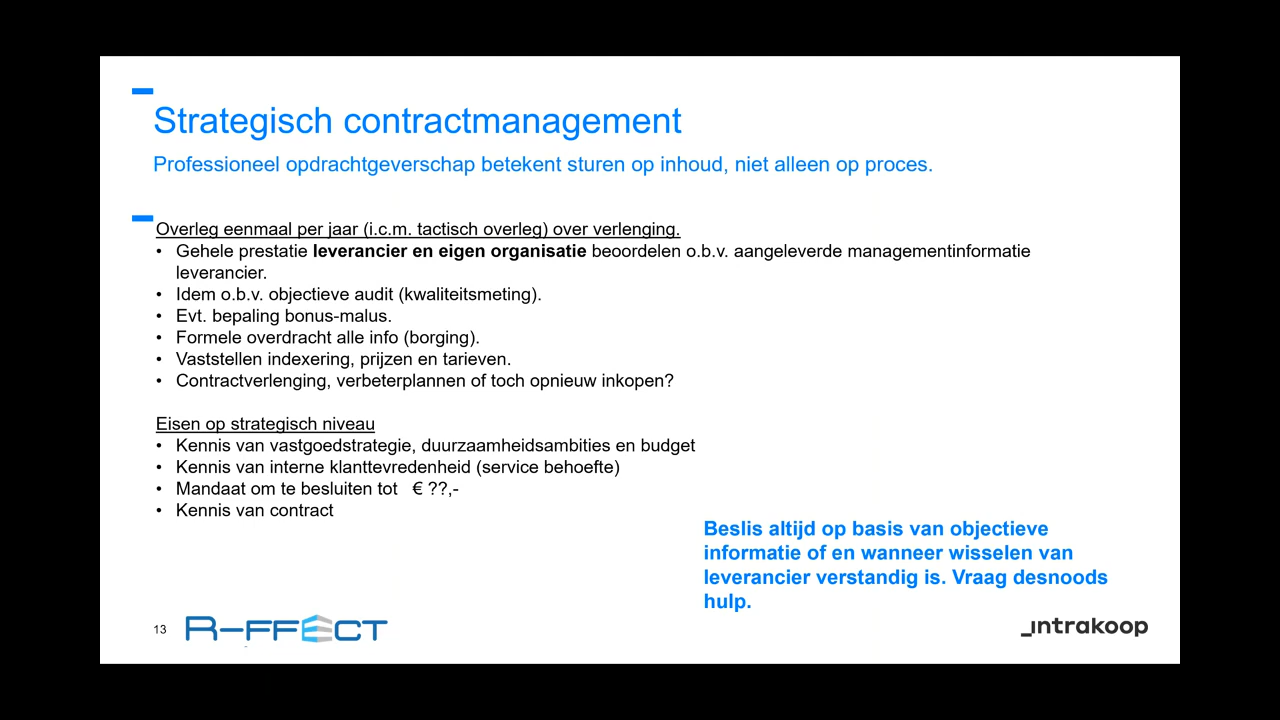 Strategisch contractmanagement
Professioneel opdrachtgeverschap betekent sturen op inhoud, niet alleen op proces.
Overleg eenmaal per jaar (i.c.m. tactisch overleg) over verlenging.
• Gehele prestatie leverancier en eigen organisatie beoordelen o.b.v. aangeleverde managementinformatie
leverancier.
• Idem o.b.v. objectieve audit (kwaliteitsmeting).
• Evt. bepaling bonus-malus.
• Formele overdracht alle info (borging).
• Vaststellen indexering, prijzen en tarieven.
• Contractverlenging, verbeterplannen of toch opnieuw inkopen?
Eisen op strategisch niveau
• Kennis van vastgoedstrategie, duurzaamheidsambities en budget
• Kennis van interne klanttevredenheid (service behoefte)
• Mandaat om te besluiten tot € ??,-
• Kennis van contract
Beslis altijd op basis van objectieve
informatie of en wanneer wisselen van
leverancier verstandig is. Vraag desnoods
hulp.
13 R-FFECT
_intrakoop